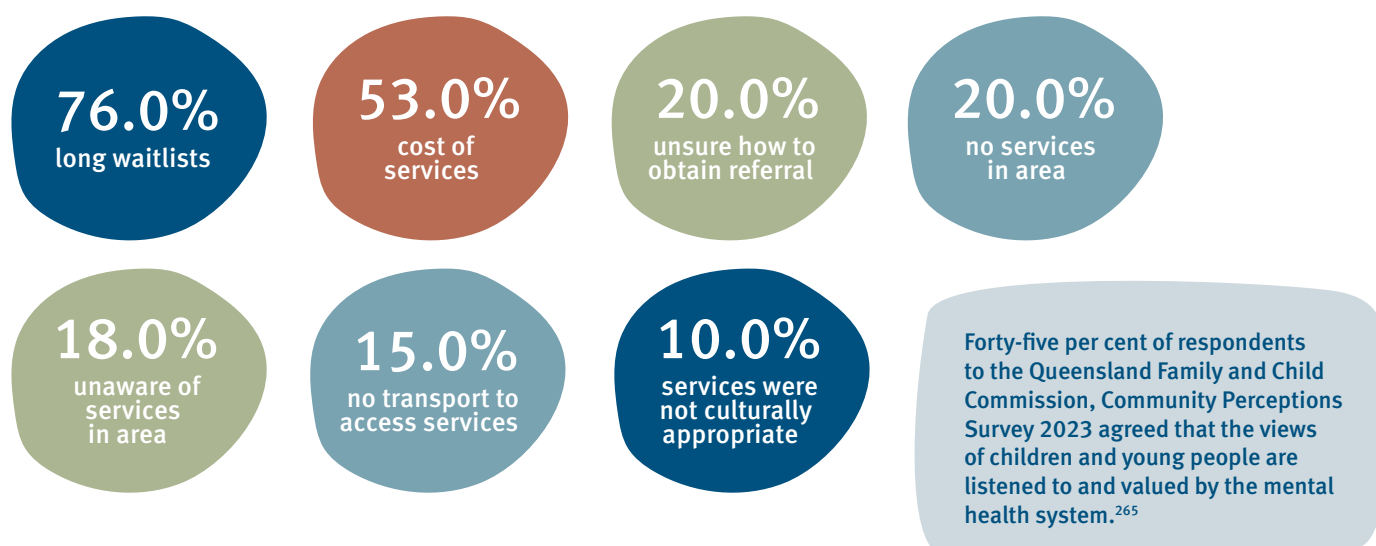 76.0%
long waitlists
53.0%
cost of
services
20.0%
unsure how to
obtain referral
20.0%
no services
in area
18.0%
unaware of
services
in area
15.0%
no transport to
access services
10.0%
services were
not culturally
appropriate
Forty-five per cent of respondents
to the Queensland Family and Child
Commission, Community Perceptions
Survey 2023 agreed that the views
of children and young people are
listened to and valued by the mental
health system.265